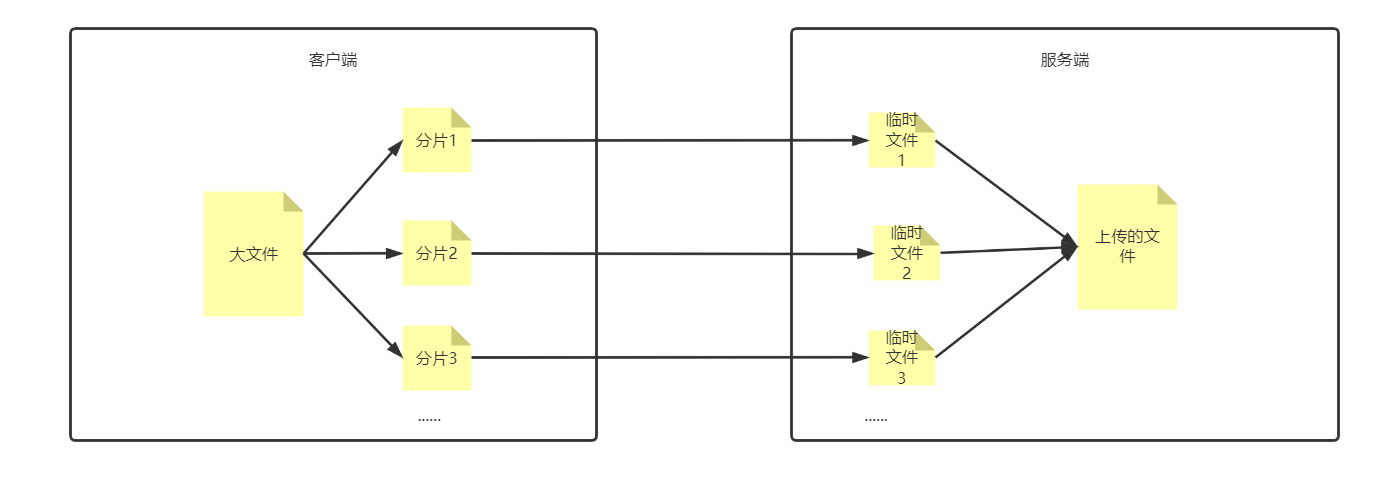 客户端
大文件
分片1
分片2
分片3
......
服务端
临时
文件
1
临时
文件
2
临时
文件
3
......
上传的文
件